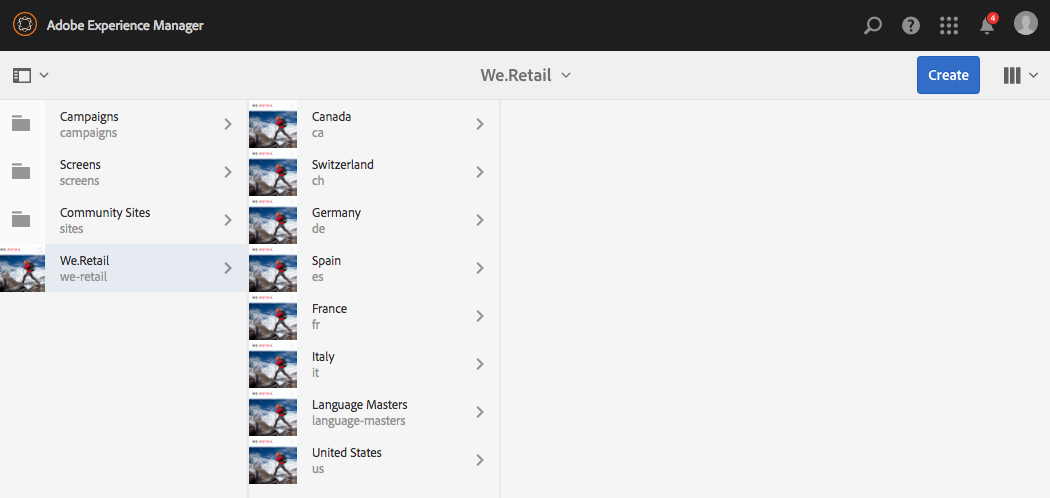 Adobe Experience Manager
4
We.Retail
Create
Campaigns
campaigns
Screens
screens
Community Sites
sites
We.Retail
we-retail
Canada
ca
Switzerland
ch
Germany
de
Spain
es
France
fr
Italy
it
Language Masters
language-masters
United States
us